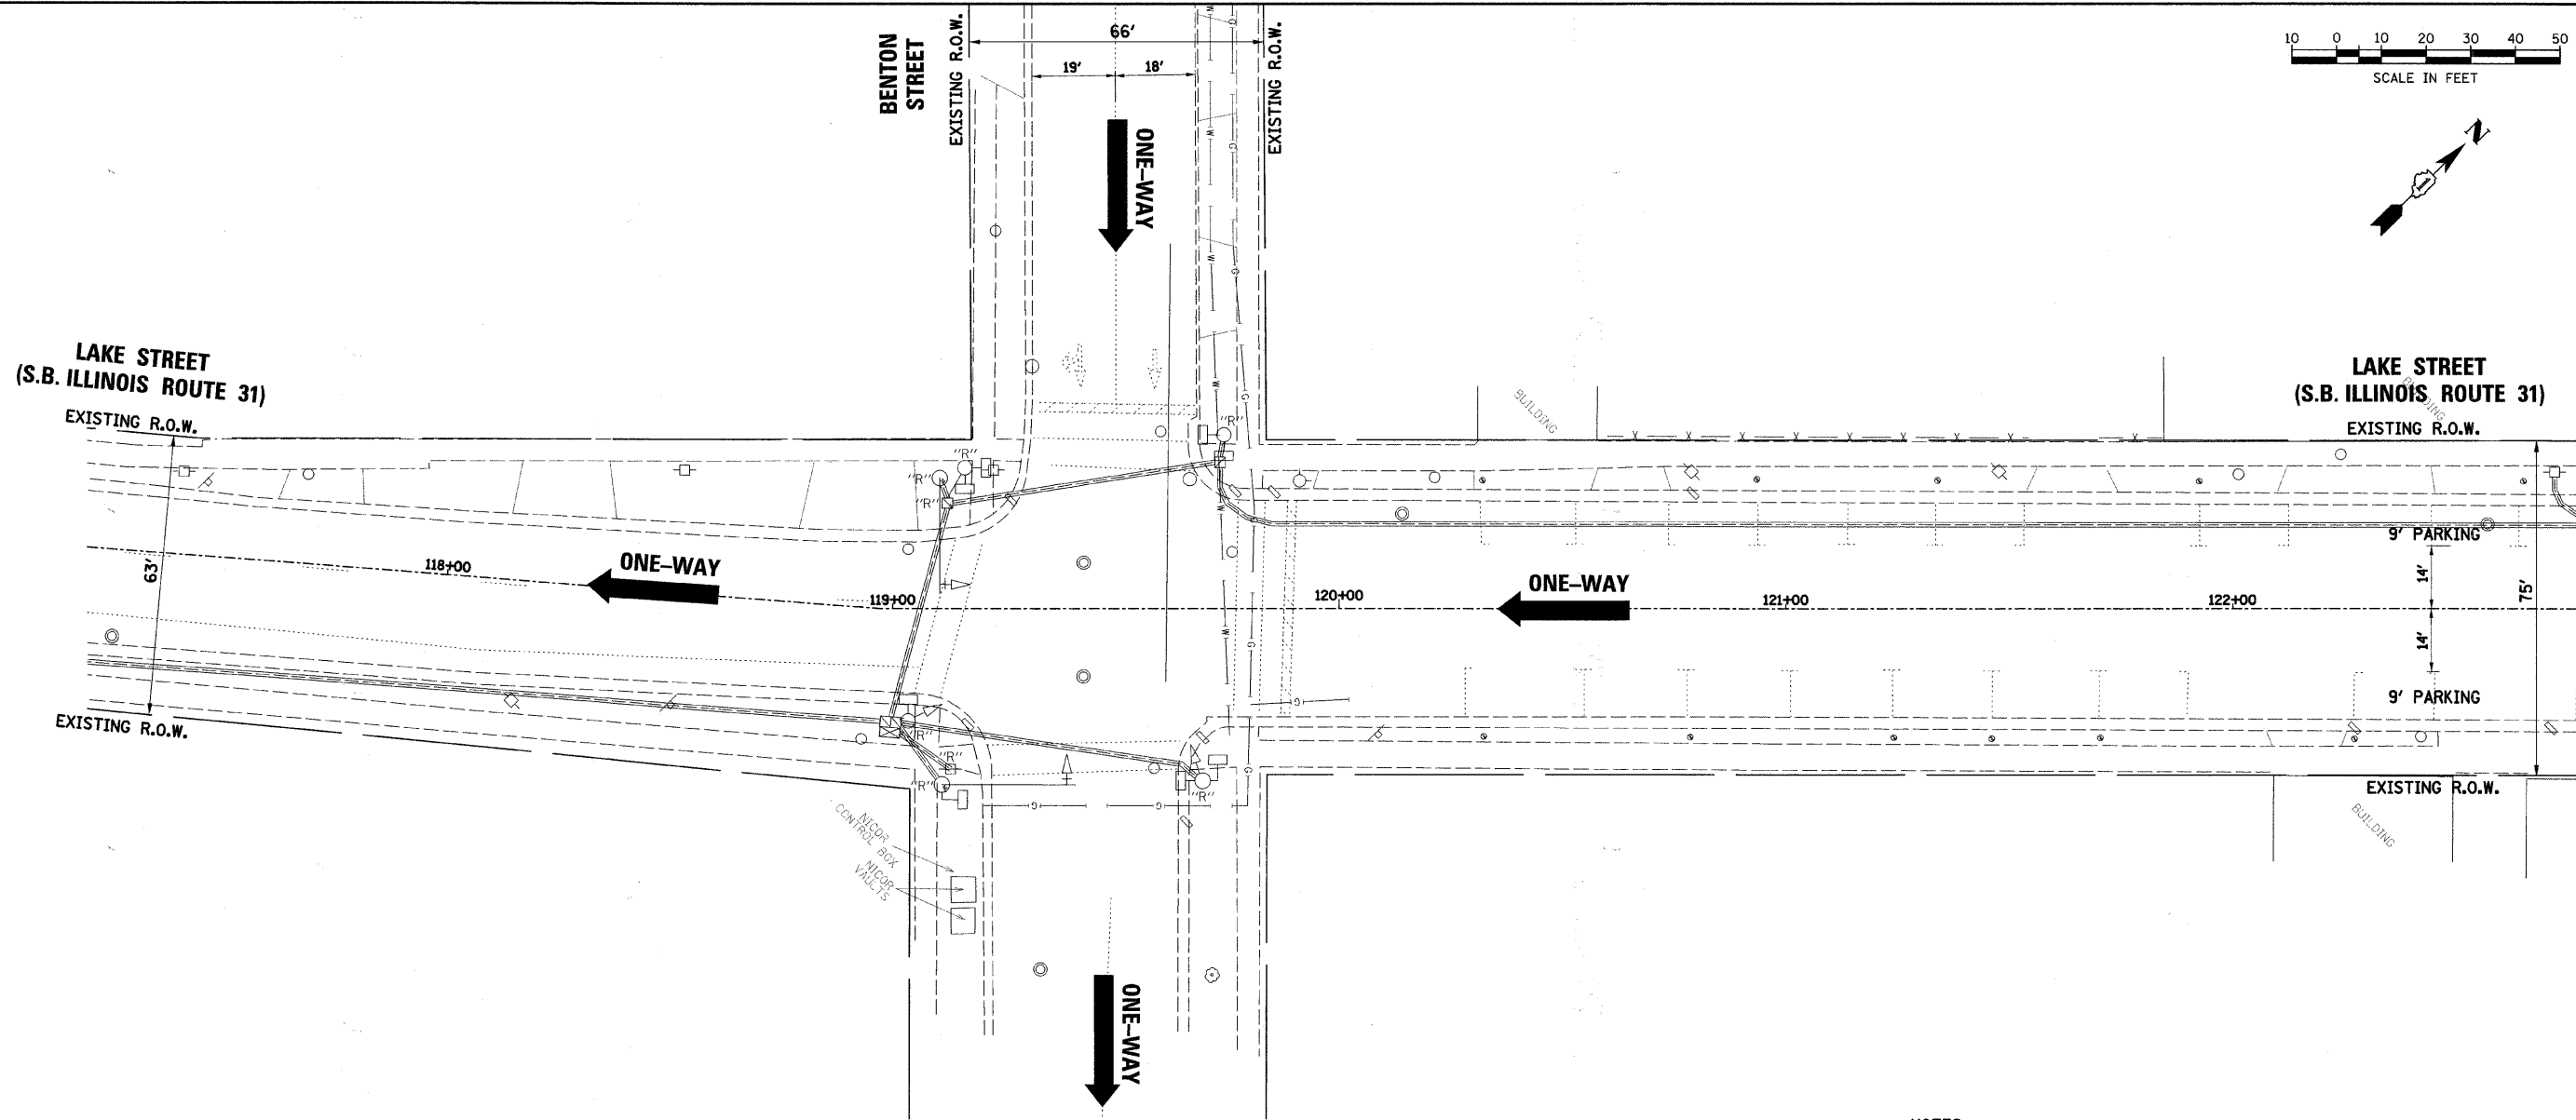 BENTON
STREET
EXISTING R.O.W.
66'
19'
18'
EXISTING R.O.W.
ONE-WAY
10 0 10 20 30 40 50
SCALE IN FEET
N
LAKE STREET
(S.B. ILLINOIS ROUTE 31)
EXISTING R.O.W.
LAKE STREET
(S.B. ILLINOIS ROUTE 31)
BUILDING
EXISTING R.O.W.
BUILDING
W
W
W
W
W
G
G
G
G
"R"
"R"
"R"
"R"
X X X X X X X X X
63'
118+00
ONE-WAY
119+00
120+00
ONE-WAY
121+00
122+00
9' PARKING
14'
75'
14'
9' PARKING
W
W
G
G
G
G
EXISTING R.O.W.
"R"
"R"
"R"
"R"
G
G
EXISTING R.O.W.
BUILDING
NICOR
CONTROL BOX
NICOR
VAULTS
ONE-WAY